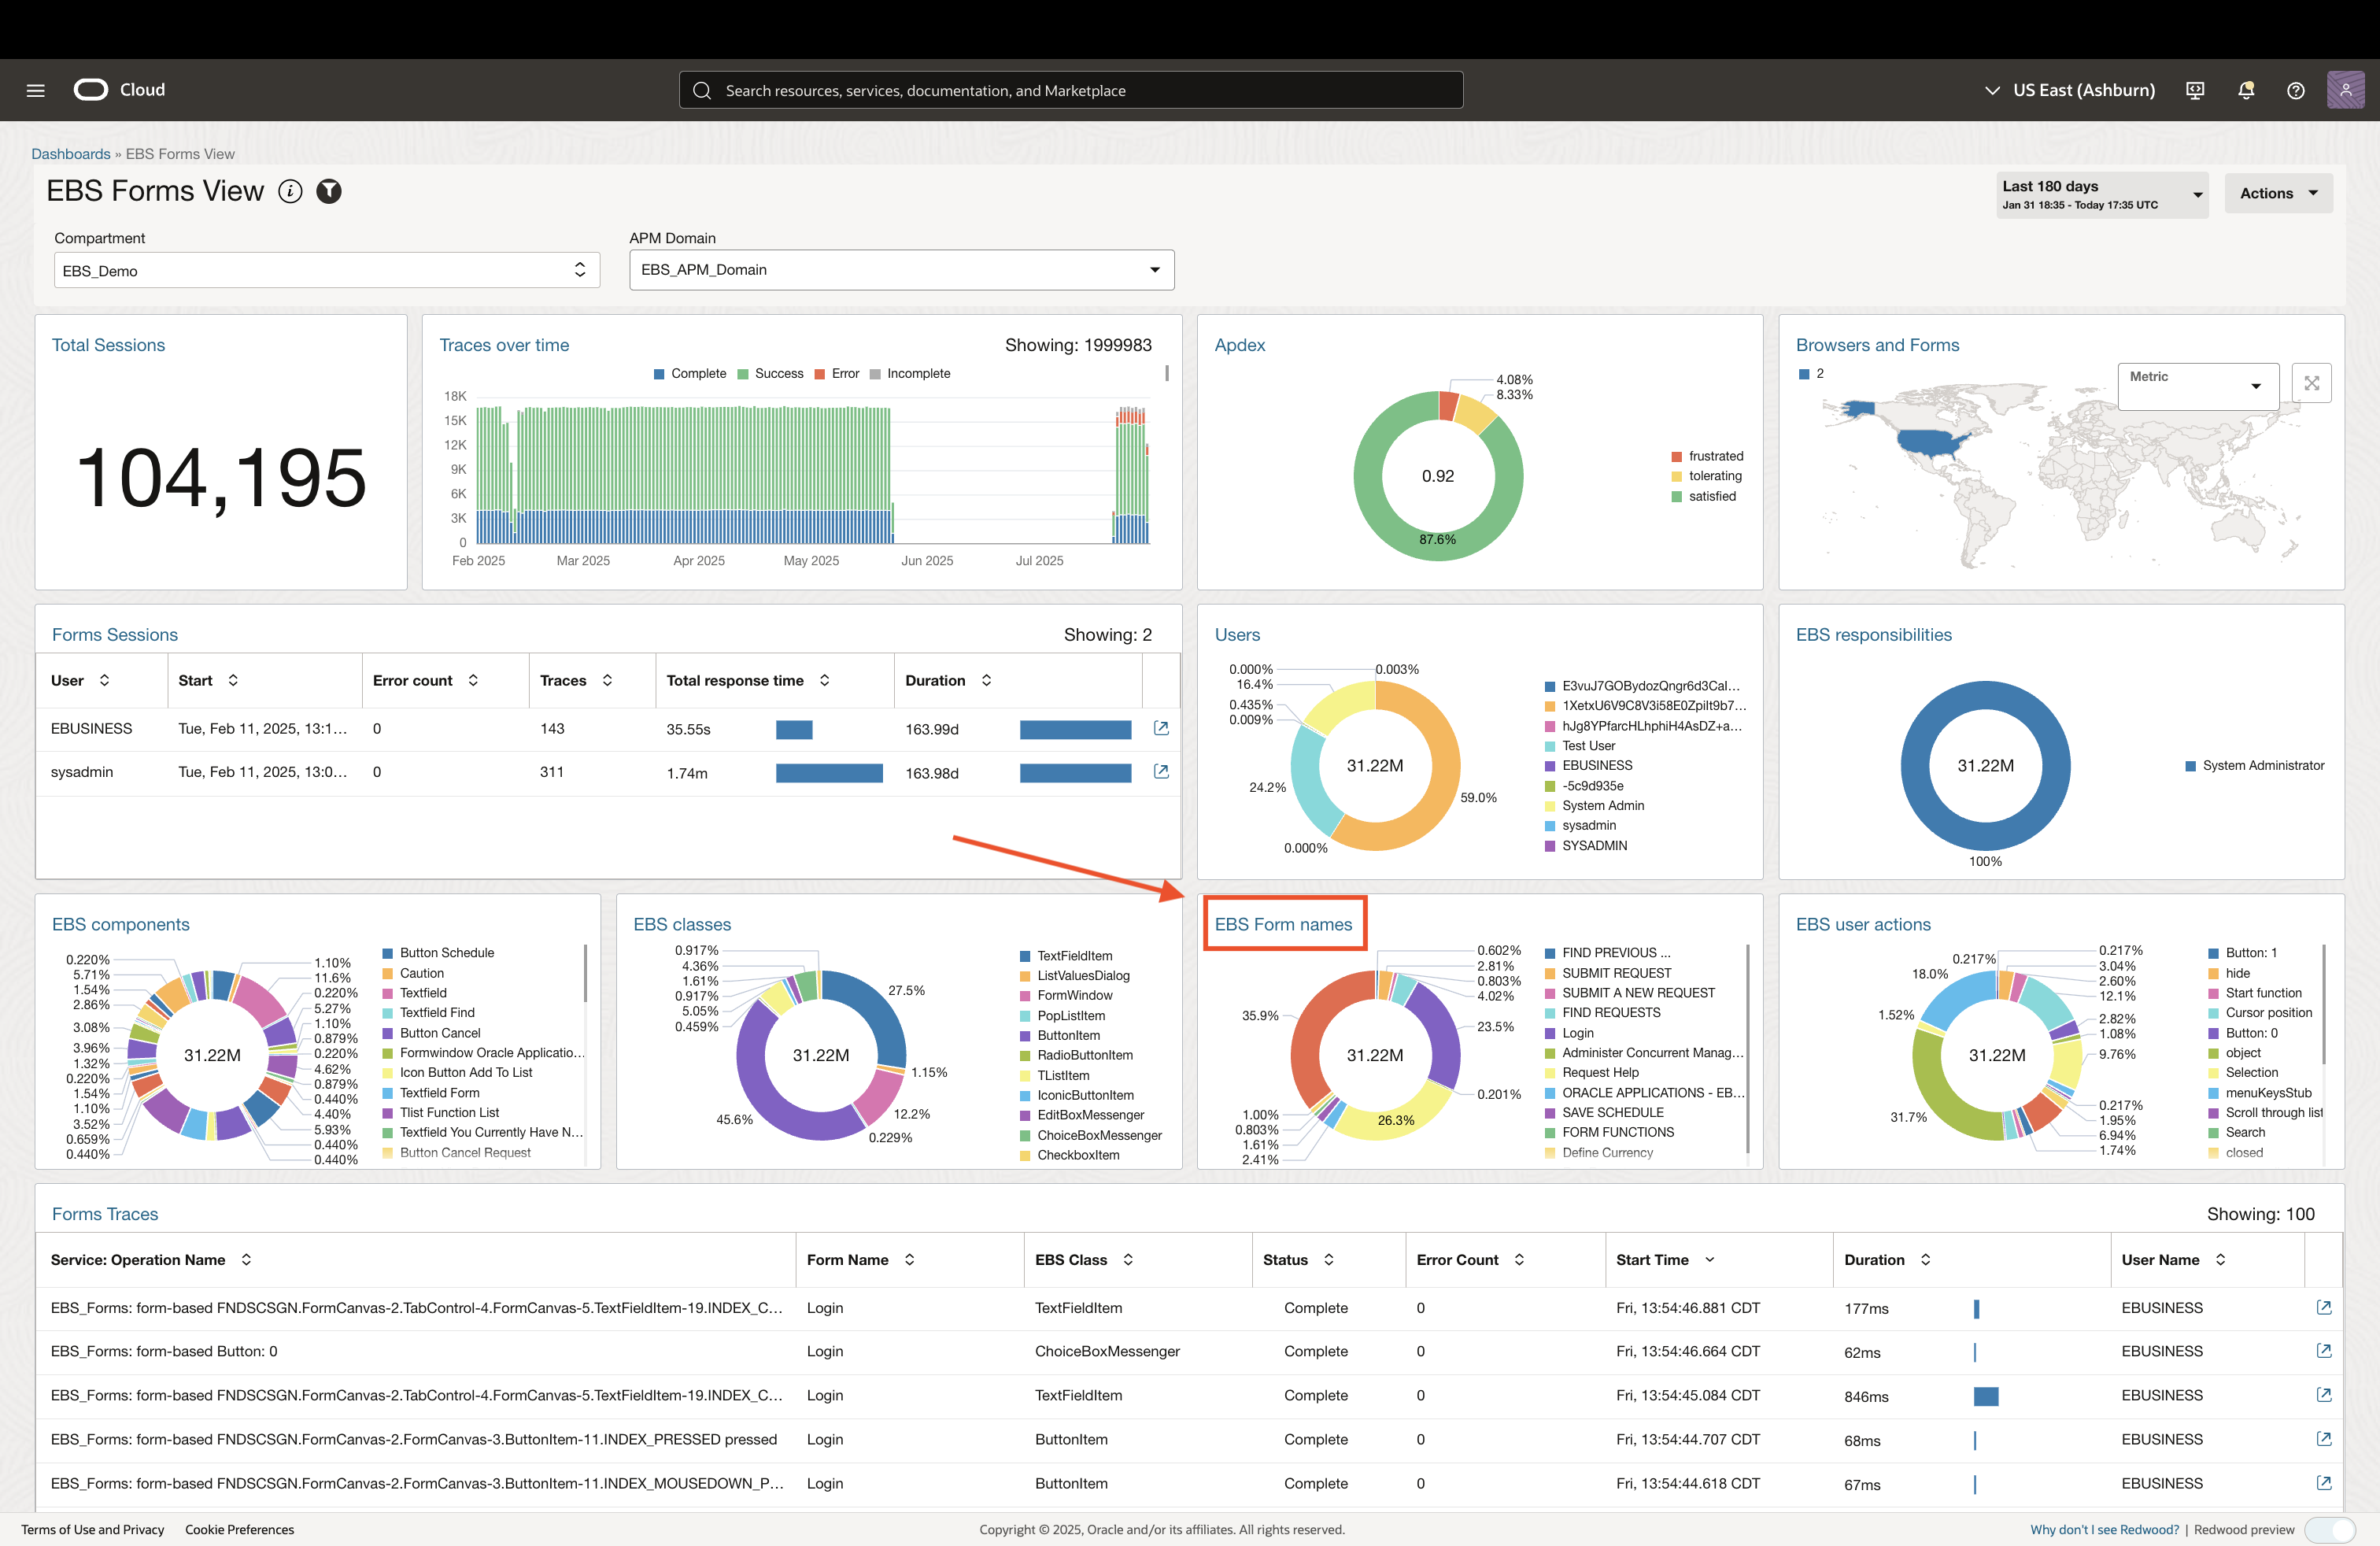 Cloud
Search resources, services, documentation, and Marketplace
US East (Ashburn)
Dashboards » EBS Forms View
EBS Forms View
Last 180 days
Jan 31 18:35 - Today 17:35 UTC
Actions
Compartment
EBS_Demo
APM Domain
EBS_APM_Domain
Total Sessions
104,195
Traces over time
Showing: 1999983
Complete Success Error Incomplete
18K
15K
12K
9K
6K
3K
0
Feb 2025 Mar 2025 Apr 2025 May 2025 Jun 2025 Jul 2025
Apdex
4.08%
8.33%
0.92
87.6%
frustrated
tolerating
satisfied
Browsers and Forms
2
Metric
Forms Sessions
Showing: 2
User Start Error count Traces Total response time Duration
EBUSINESS Tue, Feb 11, 2025, 13:1... 0 143 35.55s 163.99d
sysadmin Tue, Feb 11, 2025, 13:0... 0 311 1.74m 163.98d
Users
0.000%
0.003%
16.4%
0.435%
0.009%
24.2%
0.000%
59.0%
31.22M
E3vuJ7GOBydozQngr6d3CaI...
1XetxU6V9C8V3i58E0Zpilt9b7...
hJg8YPfarcHLhphiH4AsDZ+a...
Test User
EBUSINESS
-5c9d935e
System Admin
sysadmin
SYSADMIN
EBS responsibilities
31.22M
100%
System Administrator
EBS components
0.220%
5.71%
1.54%
2.86%
3.08%
3.96%
1.32%
0.220%
1.54%
1.10%
3.52%
0.659%
0.440%
31.22M
1.10%
11.6%
0.220%
5.27%
1.10%
0.879%
0.220%
4.62%
0.879%
0.440%
4.40%
5.93%
0.440%
0.440%
Button Schedule
Caution
Textfield
Textfield Find
Button Cancel
Formwindow Oracle Applicatio...
Icon Button Add To List
Textfield Form
Tlist Function List
Textfield You Currently Have N...
Button Cancel Request
EBS classes
0.917%
4.36%
1.61%
0.917%
5.05%
0.459%
45.6%
31.22M
27.5%
1.15%
12.2%
0.229%
TextFieldItem
ListValuesDialog
FormWindow
PopListItem
ButtonItem
RadioButtonItem
TListItem
IconicButtonItem
EditBoxMessenger
ChoiceBoxMessenger
CheckboxItem
EBS Form names
35.9%
1.00%
0.803%
1.61%
2.41%
31.22M
26.3%
0.602%
2.81%
0.803%
4.02%
23.5%
0.201%
FIND PREVIOUS ...
SUBMIT REQUEST
SUBMIT A NEW REQUEST
FIND REQUESTS
Login
Administer Concurrent Manag...
Request Help
ORACLE APPLICATIONS - EB...
SAVE SCHEDULE
FORM FUNCTIONS
Define Currency
EBS user actions
0.217%
18.0%
1.52%
31.7%
31.22M
0.217%
3.04%
2.60%
12.1%
2.82%
1.08%
9.76%
0.217%
1.95%
6.94%
1.74%
Button: 1
hide
Start function
Cursor position
Button: 0
object
Selection
menuKeysStub
Scroll through list
Search
closed
Forms Traces
Showing: 100
Service: Operation Name Form Name EBS Class Status Error Count Start Time Duration User Name
EBS_Forms: form-based FNDSCSGN.FormCanvas-2.TabControl-4.FormCanvas-5.TextFieldItem-19.INDEX_C... Login TextFieldItem Complete 0 Fri, 13:54:46.881 CDT 177ms EBUSINESS
EBS_Forms: form-based Button: 0 Login ChoiceBoxMessenger Complete 0 Fri, 13:54:46.664 CDT 62ms EBUSINESS
EBS_Forms: form-based FNDSCSGN.FormCanvas-2.TabControl-4.FormCanvas-5.TextFieldItem-19.INDEX_C... Login TextFieldItem Complete 0 Fri, 13:54:45.084 CDT 846ms EBUSINESS
EBS_Forms: form-based FNDSCSGN.FormCanvas-2.FormCanvas-3.ButtonItem-11.INDEX_PRESSED pressed Login ButtonItem Complete 0 Fri, 13:54:44.707 CDT 68ms EBUSINESS
EBS_Forms: form-based FNDSCSGN.FormCanvas-2.FormCanvas-3.ButtonItem-11.INDEX_MOUSEDOWN_P... Login ButtonItem Complete 0 Fri, 13:54:44.618 CDT 67ms EBUSINESS
Terms of Use and Privacy Cookie Preferences
Copyright © 2025, Oracle and/or its affiliates. All rights reserved.
Why don't I see Redwood? | Redwood preview